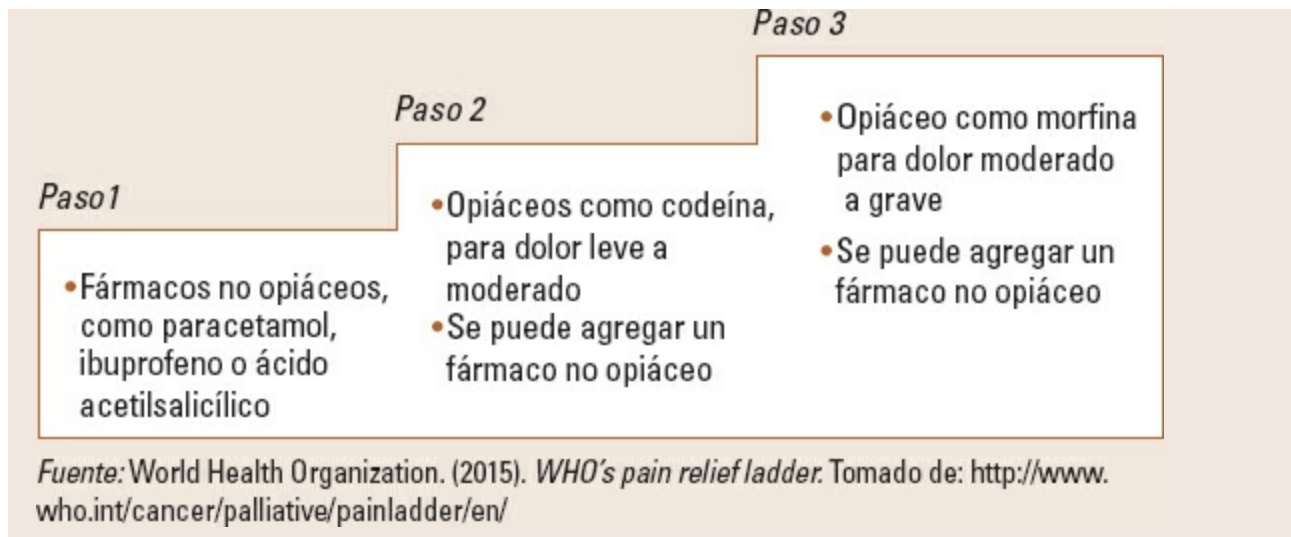 Paso1
•Fármacos no opiáceos,
como paracetamol,
ibuprofeno o ácido
acetilsalicílico
Paso 2
•Opiáceos como codeína,
para dolor leve a
moderado
•Se puede agregar un
fármaco no opiáceo
Paso 3
•Opiáceo como morfina
para dolor moderado
a grave
•Se puede agregar un
fármaco no opiáceo
Fuente: World Health Organization. (2015). WHO's pain relief ladder. Tomado de: http://www.
who.int/cancer/palliative/painladder/en/